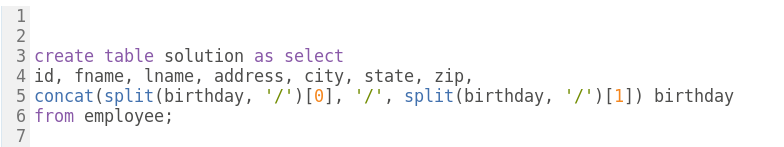 1
2
3 create table solution as select
4 id, fname, lname, address, city, state, zip,
5 concat(split(birthday, '/')[0], '/', split(birthday, '/')[1]) birthday
6 from employee;
7